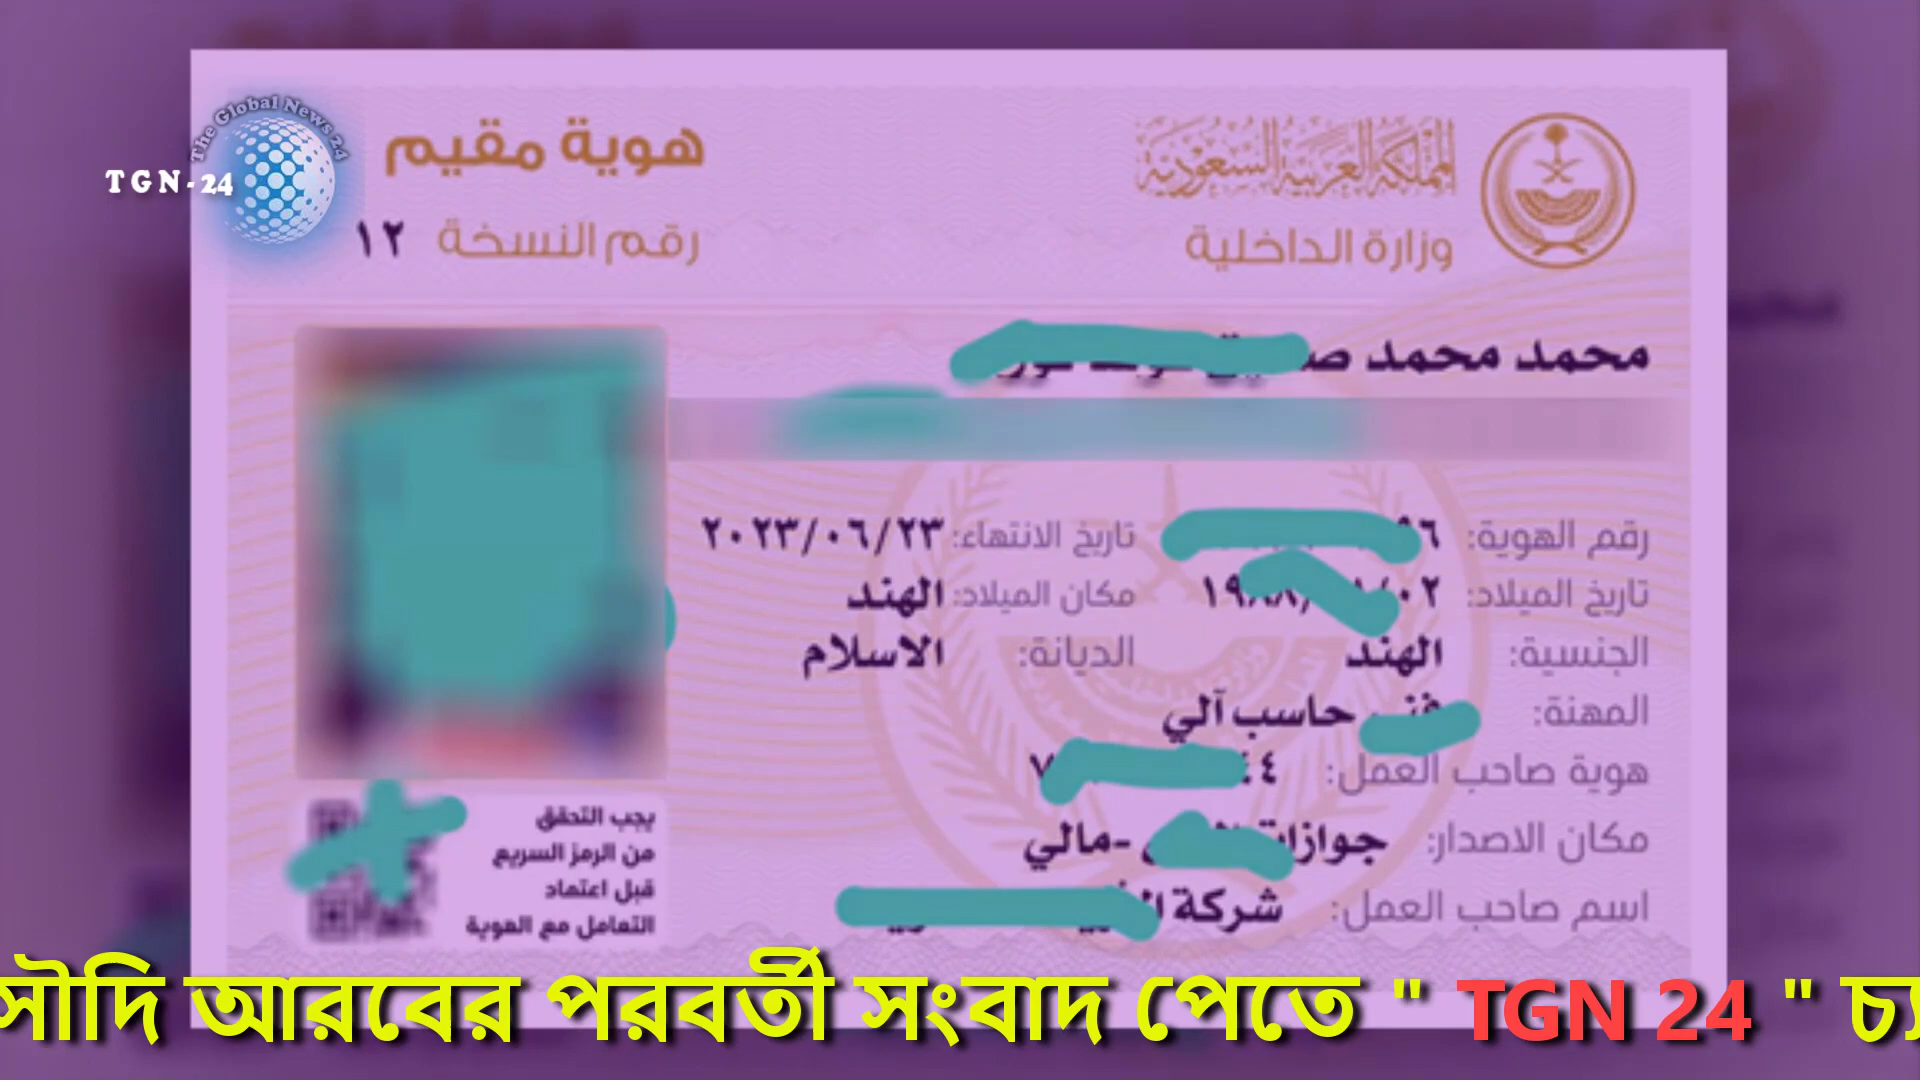 The Global News 24
TGN-24
هوية مقيم
رقم النسخة ١٢
المملكة العربية السعودية
وزارة الداخلية
محمد محمد
رقم الهوية:
تاريخ الانتهاء: ٢٠٢٣/٠٦/٢٣
تاريخ الميلاد:
مكان الميلاد: الهند
الجنسية: الهند
الديانة: الاسلام
المهنة: حاسب آلي
هوية صاحب العمل:
مكان الاصدار: -مالي
اسم صاحب العمل: شركة
يجب التحقق
من الرمز السريع
قبل اعتماد
التعامل مع الهوية
সৌদি আরবের পরবর্তী সংবাদ পেতে " TGN 24 "